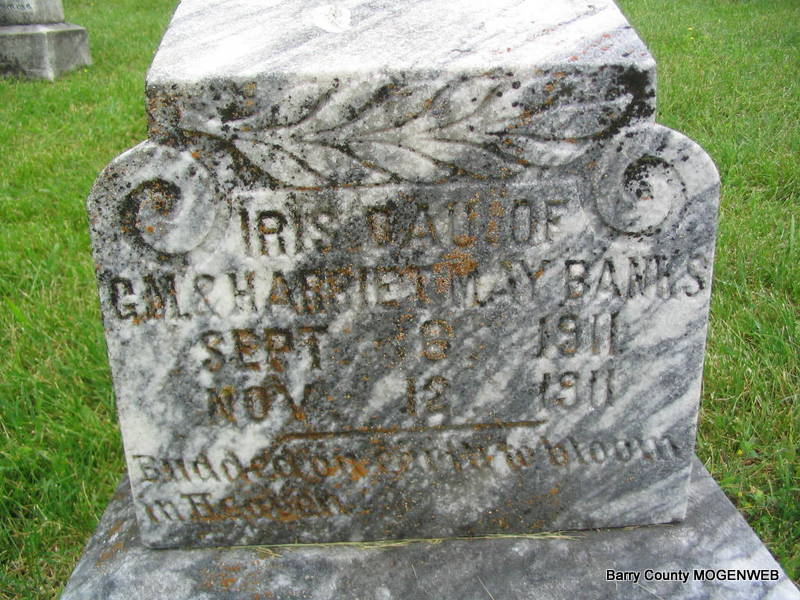 IRIS DAU. OF
G.M. & HARRIET MAY BANKS
SEPT. 18, 1911
NOV. 12 1911
Budded on earth to bloom
in Heaven
Barry County MOGENWEB